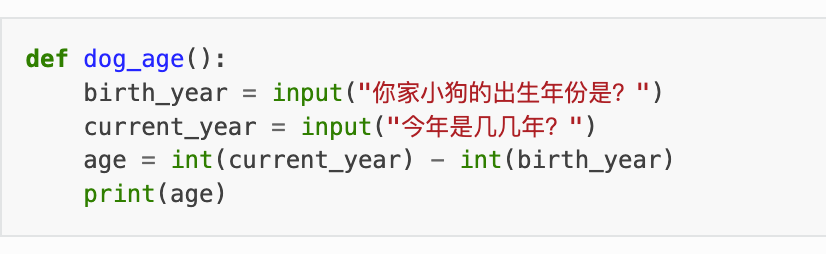 def dog_age():
    birth_year = input("你家小狗的出生年份是？")
    current_year = input("今年是几几年？")
    age = int(current_year) - int(birth_year)
    print(age)